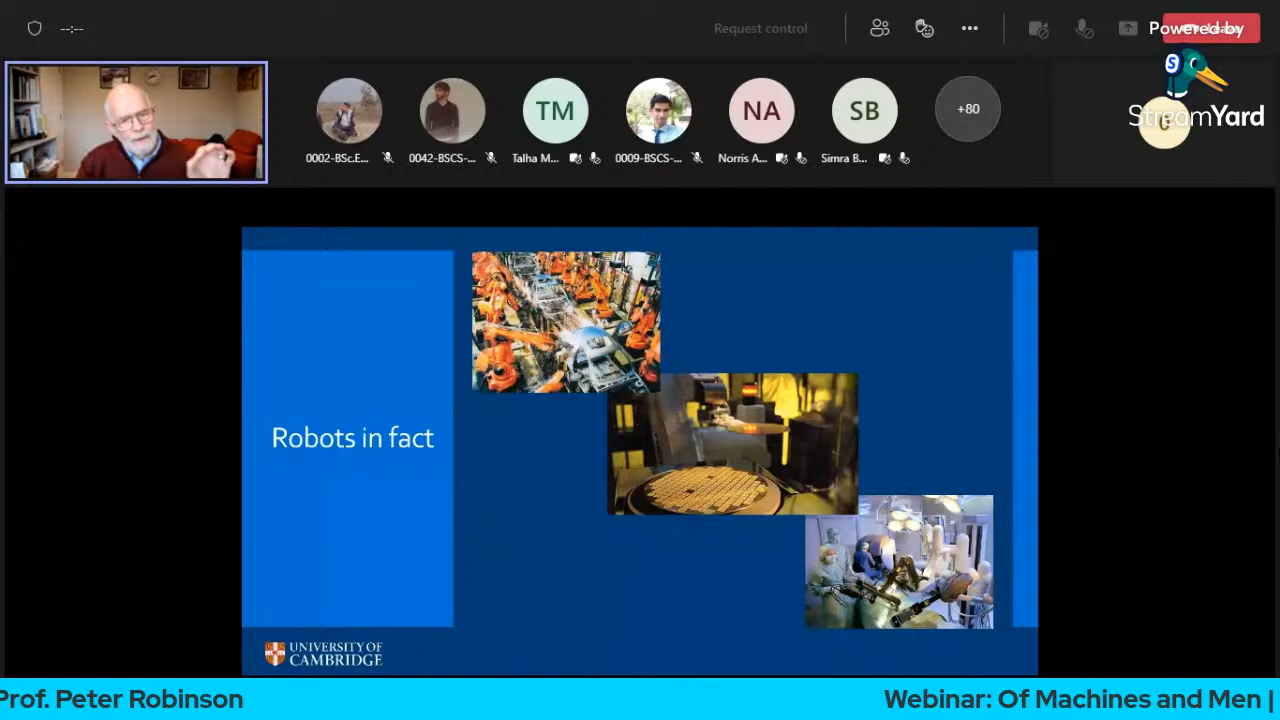 --:--
Request control
Powered by
S
StreamYard
TM
NA
SB
+80
0002-BSc.E...
0042-BSCS-...
Talha M...
0009-BSCS-...
Norris A...
Simra B...
Robots in fact
UNIVERSITY OF
CAMBRIDGE
Prof. Peter Robinson
Webinar: Of Machines and Men |